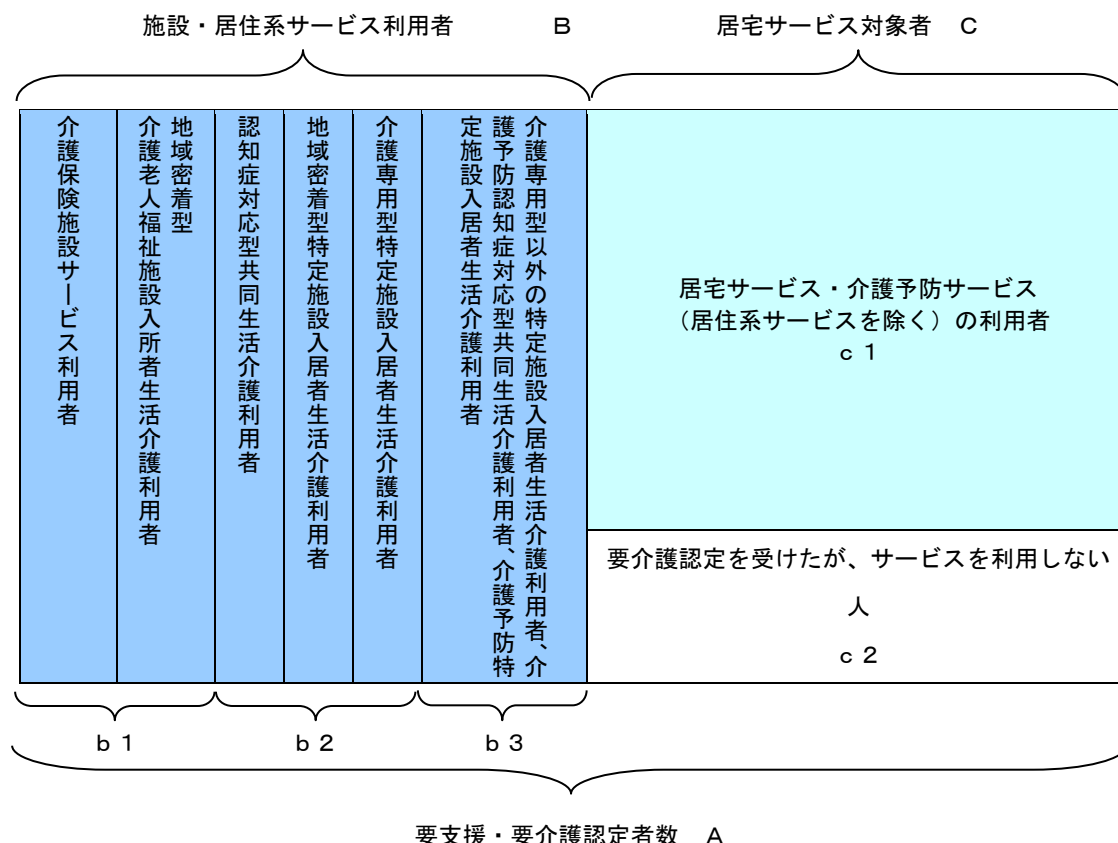 施設・居住系サービス利用者 B
居宅サービス対象者 C
介護保険施設サービス利用者
地域密着型
介護老人福祉施設入所者生活介護利用者
認知症対応型共同生活介護利用者
地域密着型特定施設入居者生活介護利用者
介護専用型特定施設入居者生活介護利用者
介護専用型以外の特定施設入居者生活介護利用者、介
護予防認知症対応型共同生活介護利用者、介護予防特
定施設入居者生活介護利用者
居宅サービス・介護予防サービス
（居住系サービスを除く）の利用者
ｃ１
要介護認定を受けたが、サービスを利用しない
人
ｃ２
ｂ１
ｂ２
ｂ３
要支援・要介護認定者数 A